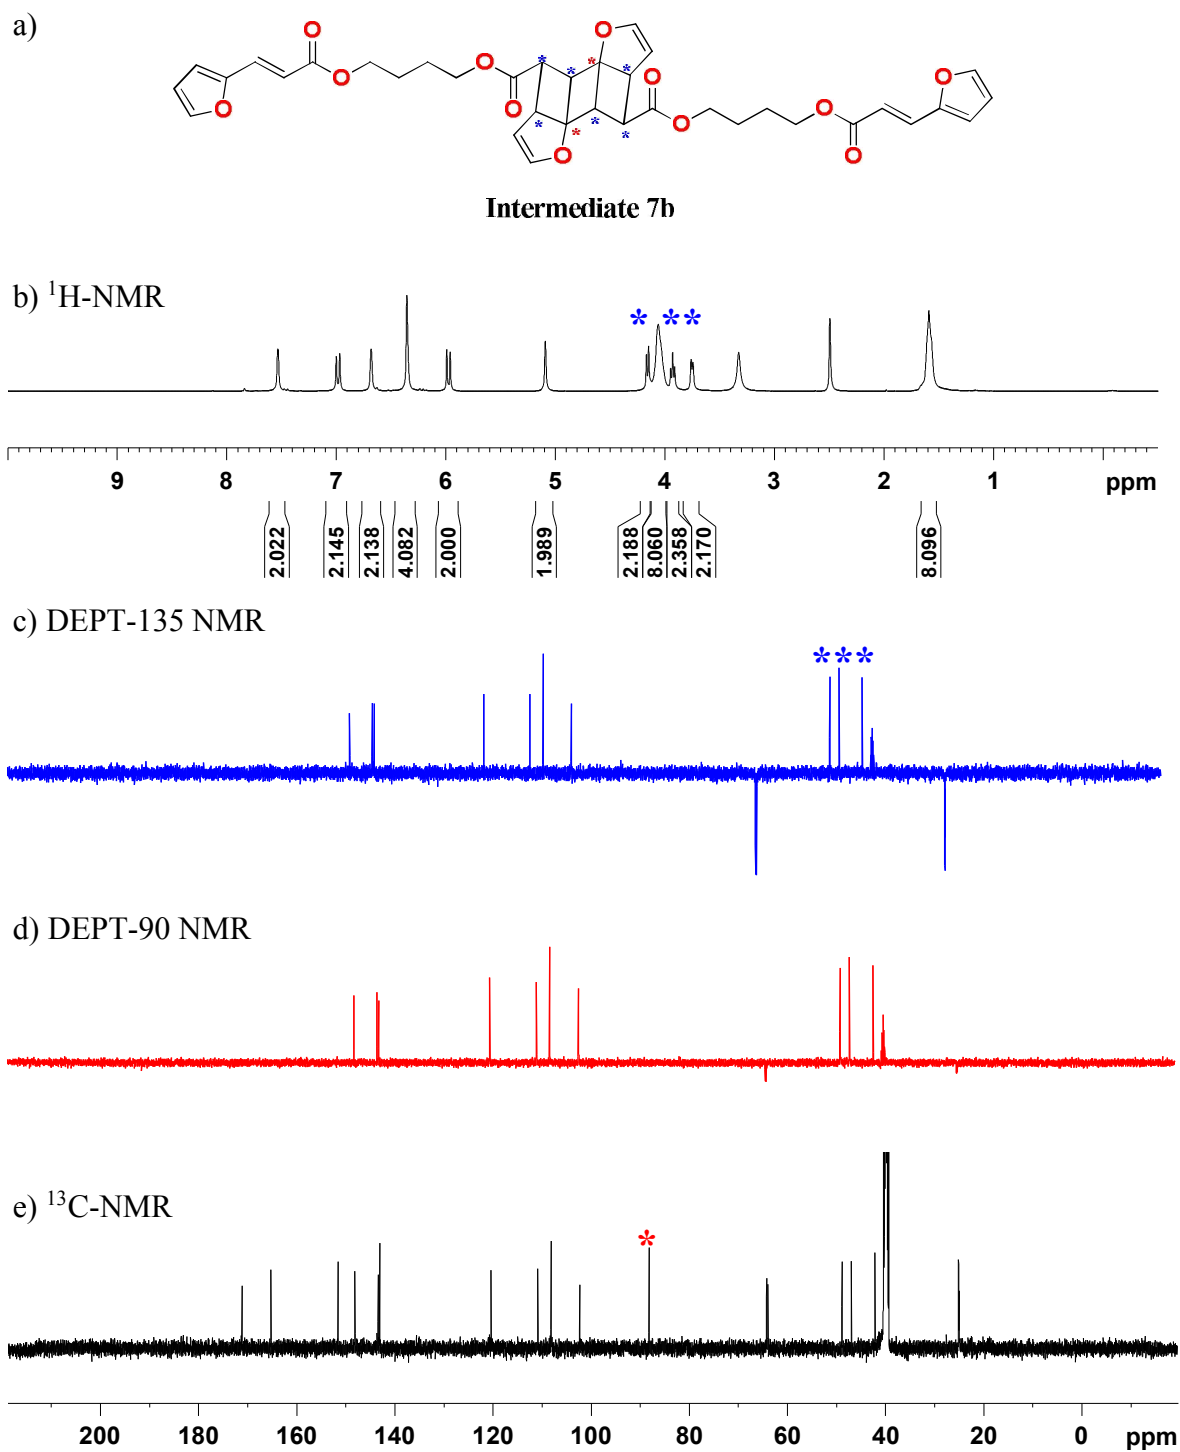 a)
O O O O O O
O O O O O O
Intermediate 7b
b) ¹H-NMR
* * *
9 8 7 6 5 4 3 2 1 ppm
2.022 2.145 2.138 4.082 2.000 1.989 2.188 8.060 2.358 2.170 8.096
c) DEPT-135 NMR
* * *
d) DEPT-90 NMR
e) ¹³C-NMR
*
200 180 160 140 120 100 80 60 40 20 0 ppm